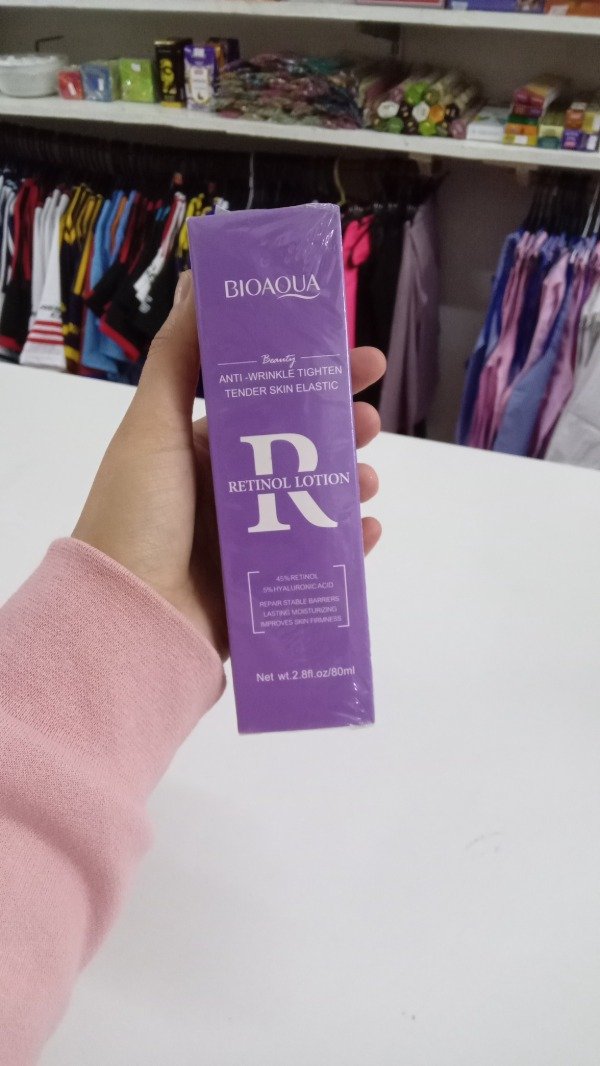 BIOAQUA
Beauty
ANTI -WRINKLE TIGHTEN
TENDER SKIN ELASTIC
R
RETINOL LOTION
45%RETINOL
5%HYALURONIC ACID
REPAIR STABLE BARRIERS
LASTING MOISTURIZING
IMPROVES SKIN FIRMNESS
Net wt.2.8fl.oz/80ml